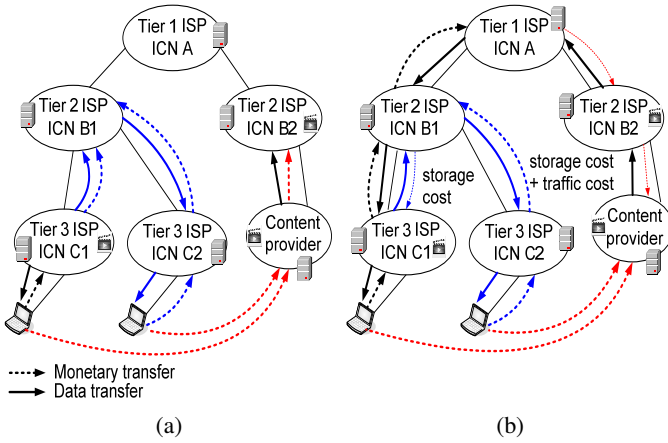 Tier 1 ISP
ICN A
Tier 2 ISP
ICN B1
Tier 2 ISP
ICN B2
Tier 3 ISP
ICN C1
Tier 3 ISP
ICN C2
Content
provider
Monetary transfer
Data transfer
(a)
Tier 1 ISP
ICN A
Tier 2 ISP
ICN B1
Tier 2 ISP
ICN B2
storage
cost
storage cost
+ traffic cost
Tier 3 ISP
ICN C1
Tier 3 ISP
ICN C2
Content
provider
(b)